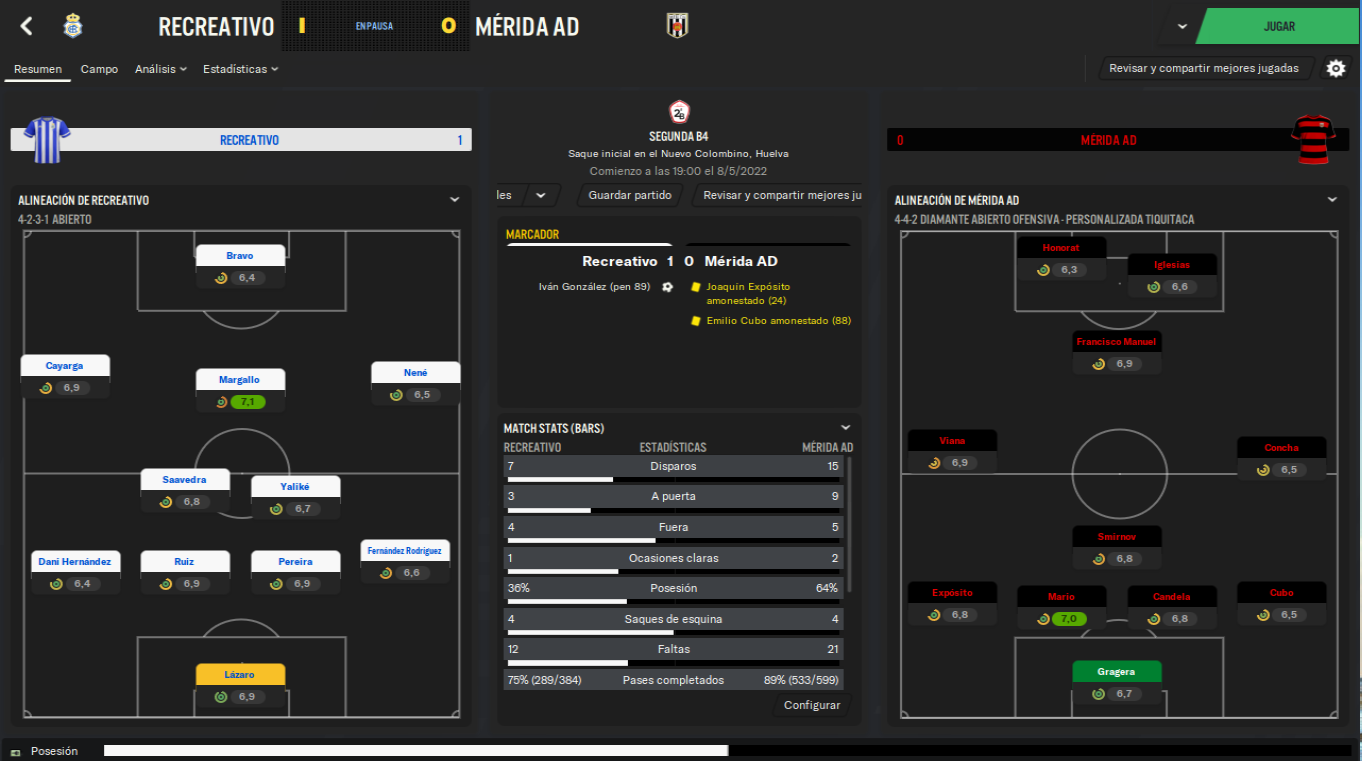 RECREATIVO
1
EN PAUSA
0
MÉRIDA AD
JUGAR
Resumen
Campo
Análisis
Estadísticas
Revisar y compartir mejores jugadas
RECREATIVO
1
2ªB
SEGUNDA B4
Saque inicial en el Nuevo Colombino, Huelva
Comienzo a las 19:00 el 8/5/2022
les
Guardar partido
Revisar y compartir mejores ju
0
MÉRIDA AD
ALINEACIÓN DE RECREATIVO
4-2-3-1 ABIERTO
Bravo
6,4
Cayarga
6,9
Margallo
7,1
Nené
6,5
Saavedra
6,8
Yaliké
6,7
Dani Hernández
6,4
Ruiz
6,9
Pereira
6,9
Fernández Rodríguez
6,6
Lázaro
6,9
MARCADOR
Recreativo 1 0 Mérida AD
Iván González (pen 89)
Joaquín Expósito
amonestado (24)
Emilio Cubo amonestado (88)
MATCH STATS (BARS)
RECREATIVO ESTADÍSTICAS MÉRIDA AD
7 Disparos 15
3 A puerta 9
4 Fuera 5
1 Ocasiones claras 2
36% Posesión 64%
4 Saques de esquina 4
12 Faltas 21
75% (289/384) Pases completados 89% (533/599)
Configurar
ALINEACIÓN DE MÉRIDA AD
4-4-2 DIAMANTE ABIERTO OFENSIVA - PERSONALIZADA TIQUITACA
Honorat
6,3
Iglesias
6,6
Francisco Manuel
6,9
Viana
6,9
Concha
6,5
Smirnov
6,8
Expósito
6,8
Mario
7,0
Candela
6,8
Cubo
6,5
Gragera
6,7
Posesión